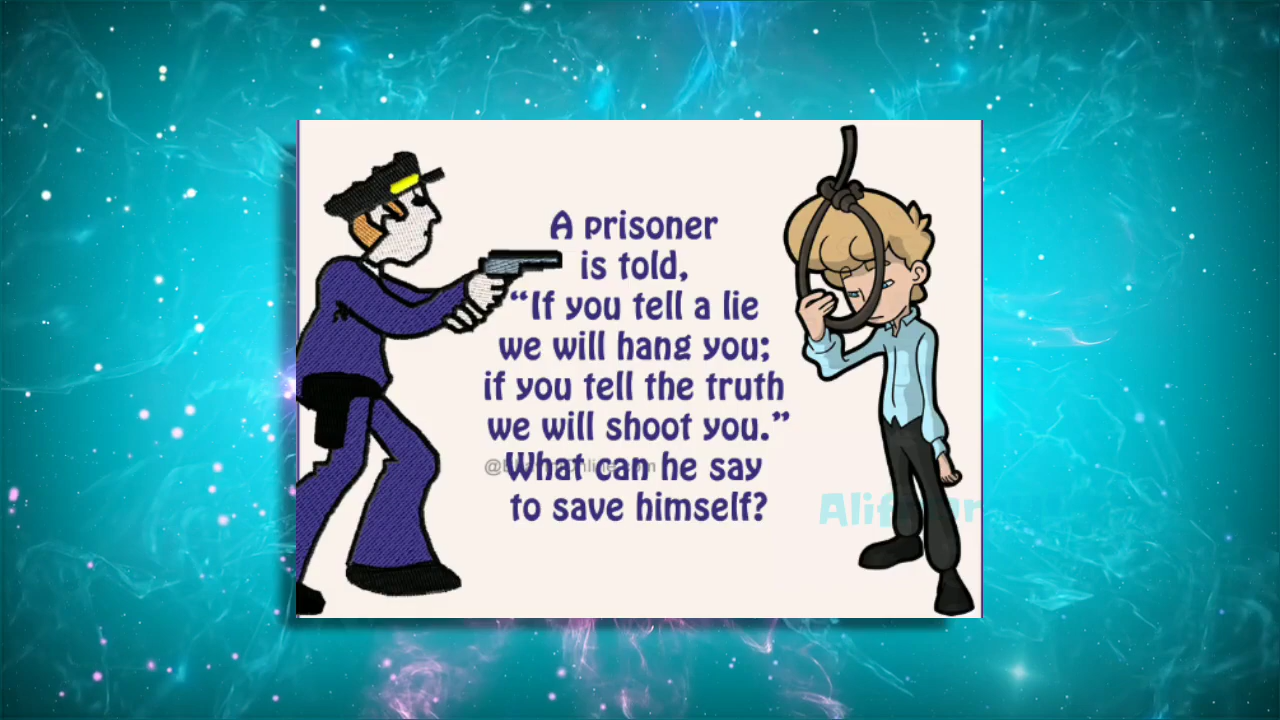 A prisoner
is told,
“If you tell a lie
we will hang you;
if you tell the truth
we will shoot you.”
What can he say
to save himself?